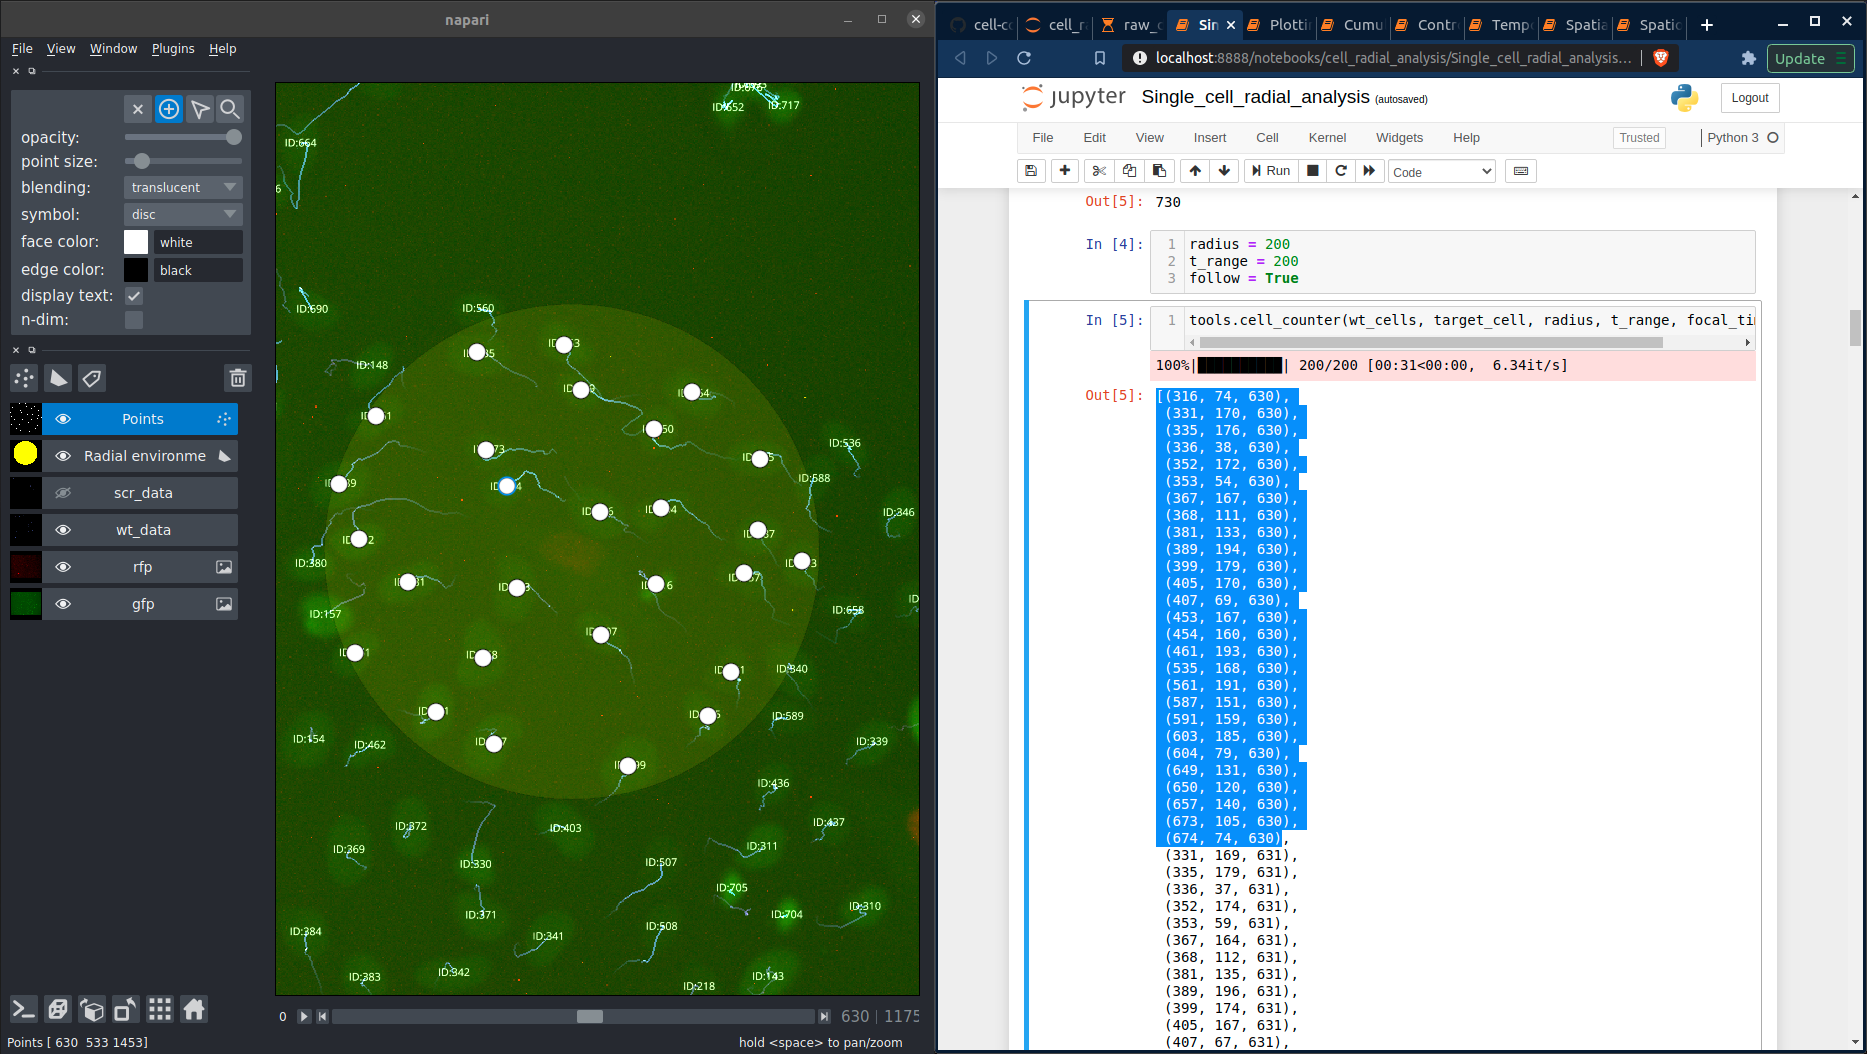 napari
File View Window Plugins Help
opacity:
point size:
blending: translucent
symbol: disc
face color: white
edge color: black
display text:
n-dim:
Points
Radial environme
scr_data
wt_data
rfp
gfp
ID:652
ID:717
ID:664
ID:690
ID:560
ID:148
ID:536
ID:588
ID:346
ID:380
ID:157
ID:658
ID:340
ID:154
ID:462
ID:589
ID:339
ID:436
ID:372
ID:403
ID:437
ID:369
ID:330
ID:311
ID:507
ID:705
ID:371
ID:704
ID:310
ID:384
ID:341
ID:508
ID:383
ID:342
ID:143
ID:218
0 630 | 1175
Points [ 630 533 1453]
hold <space> to pan/zoom
cell-c
cell_r
raw_c
Sin
Plotti
Cumu
Contr
Temp
Spatia
Spatio
localhost:8888/notebooks/cell_radial_analysis/Single_cell_radial_analysis...
Update
jupyter Single_cell_radial_analysis (autosaved)
Logout
File Edit View Insert Cell Kernel Widgets Help
Trusted | Python 3
Run
Code
Out[5]: 730
In [4]:
1 radius = 200
2 t_range = 200
3 follow = True
In [5]:
1 tools.cell_counter(wt_cells, target_cell, radius, t_range, focal_ti
100%| | 200/200 [00:31<00:00, 6.34it/s]
Out[5]: [(316, 74, 630),
(331, 170, 630),
(335, 176, 630),
(336, 38, 630),
(352, 172, 630),
(353, 54, 630),
(367, 167, 630),
(368, 111, 630),
(381, 133, 630),
(389, 194, 630),
(399, 179, 630),
(405, 170, 630),
(407, 69, 630),
(453, 167, 630),
(454, 160, 630),
(461, 193, 630),
(535, 168, 630),
(561, 191, 630),
(587, 151, 630),
(591, 159, 630),
(603, 185, 630),
(604, 79, 630),
(649, 131, 630),
(650, 120, 630),
(657, 140, 630),
(673, 105, 630),
(674, 74, 630),
(331, 169, 631),
(335, 179, 631),
(336, 37, 631),
(352, 174, 631),
(353, 59, 631),
(367, 164, 631),
(368, 112, 631),
(381, 135, 631),
(389, 196, 631),
(399, 174, 631),
(405, 167, 631),
(407, 67, 631),